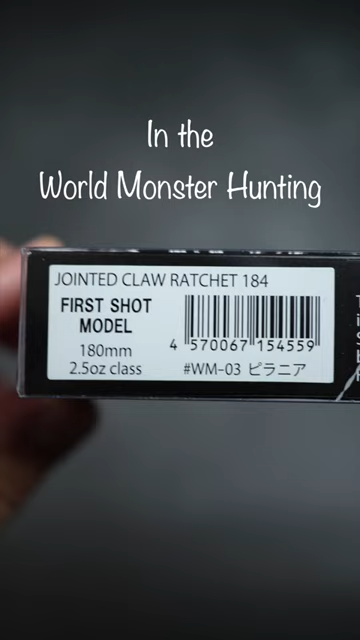 In the
World Monster Hunting
JOINTED CLAW RATCHET 184
FIRST SHOT
MODEL
180mm
2.5oz class
4 570067 154559
#WM-03 ピラニア